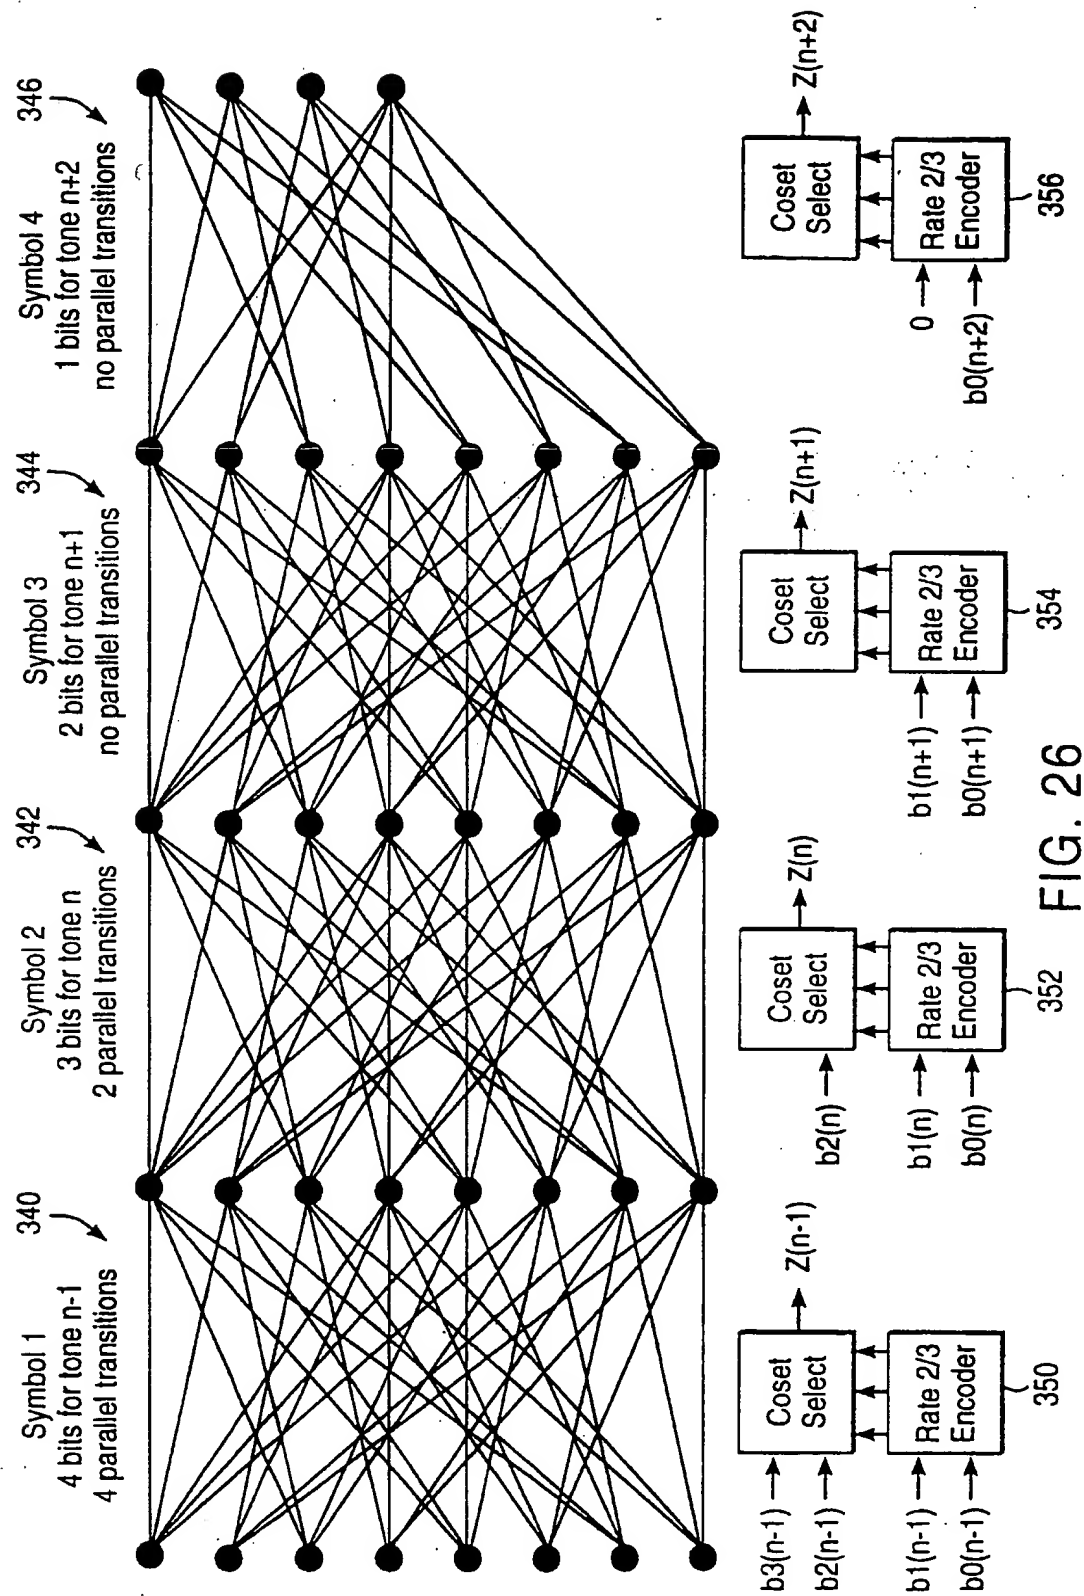 Symbol 1
4 bits for tone n-1
4 parallel transitions
340
Symbol 2
3 bits for tone n
2 parallel transitions
342
Symbol 3
2 bits for tone n+1
no parallel transitions
344
Symbol 4
1 bits for tone n+2
no parallel transitions
346
b3(n-1)
b2(n-1)
Coset
Select
Z(n-1)
b1(n-1)
b0(n-1)
Rate 2/3
Encoder
350
b2(n)
Coset
Select
Z(n)
b1(n)
b0(n)
Rate 2/3
Encoder
352
Coset
Select
Z(n+1)
b1(n+1)
b0(n+1)
Rate 2/3
Encoder
354
Coset
Select
Z(n+2)
0
b0(n+2)
Rate 2/3
Encoder
356
FIG. 26